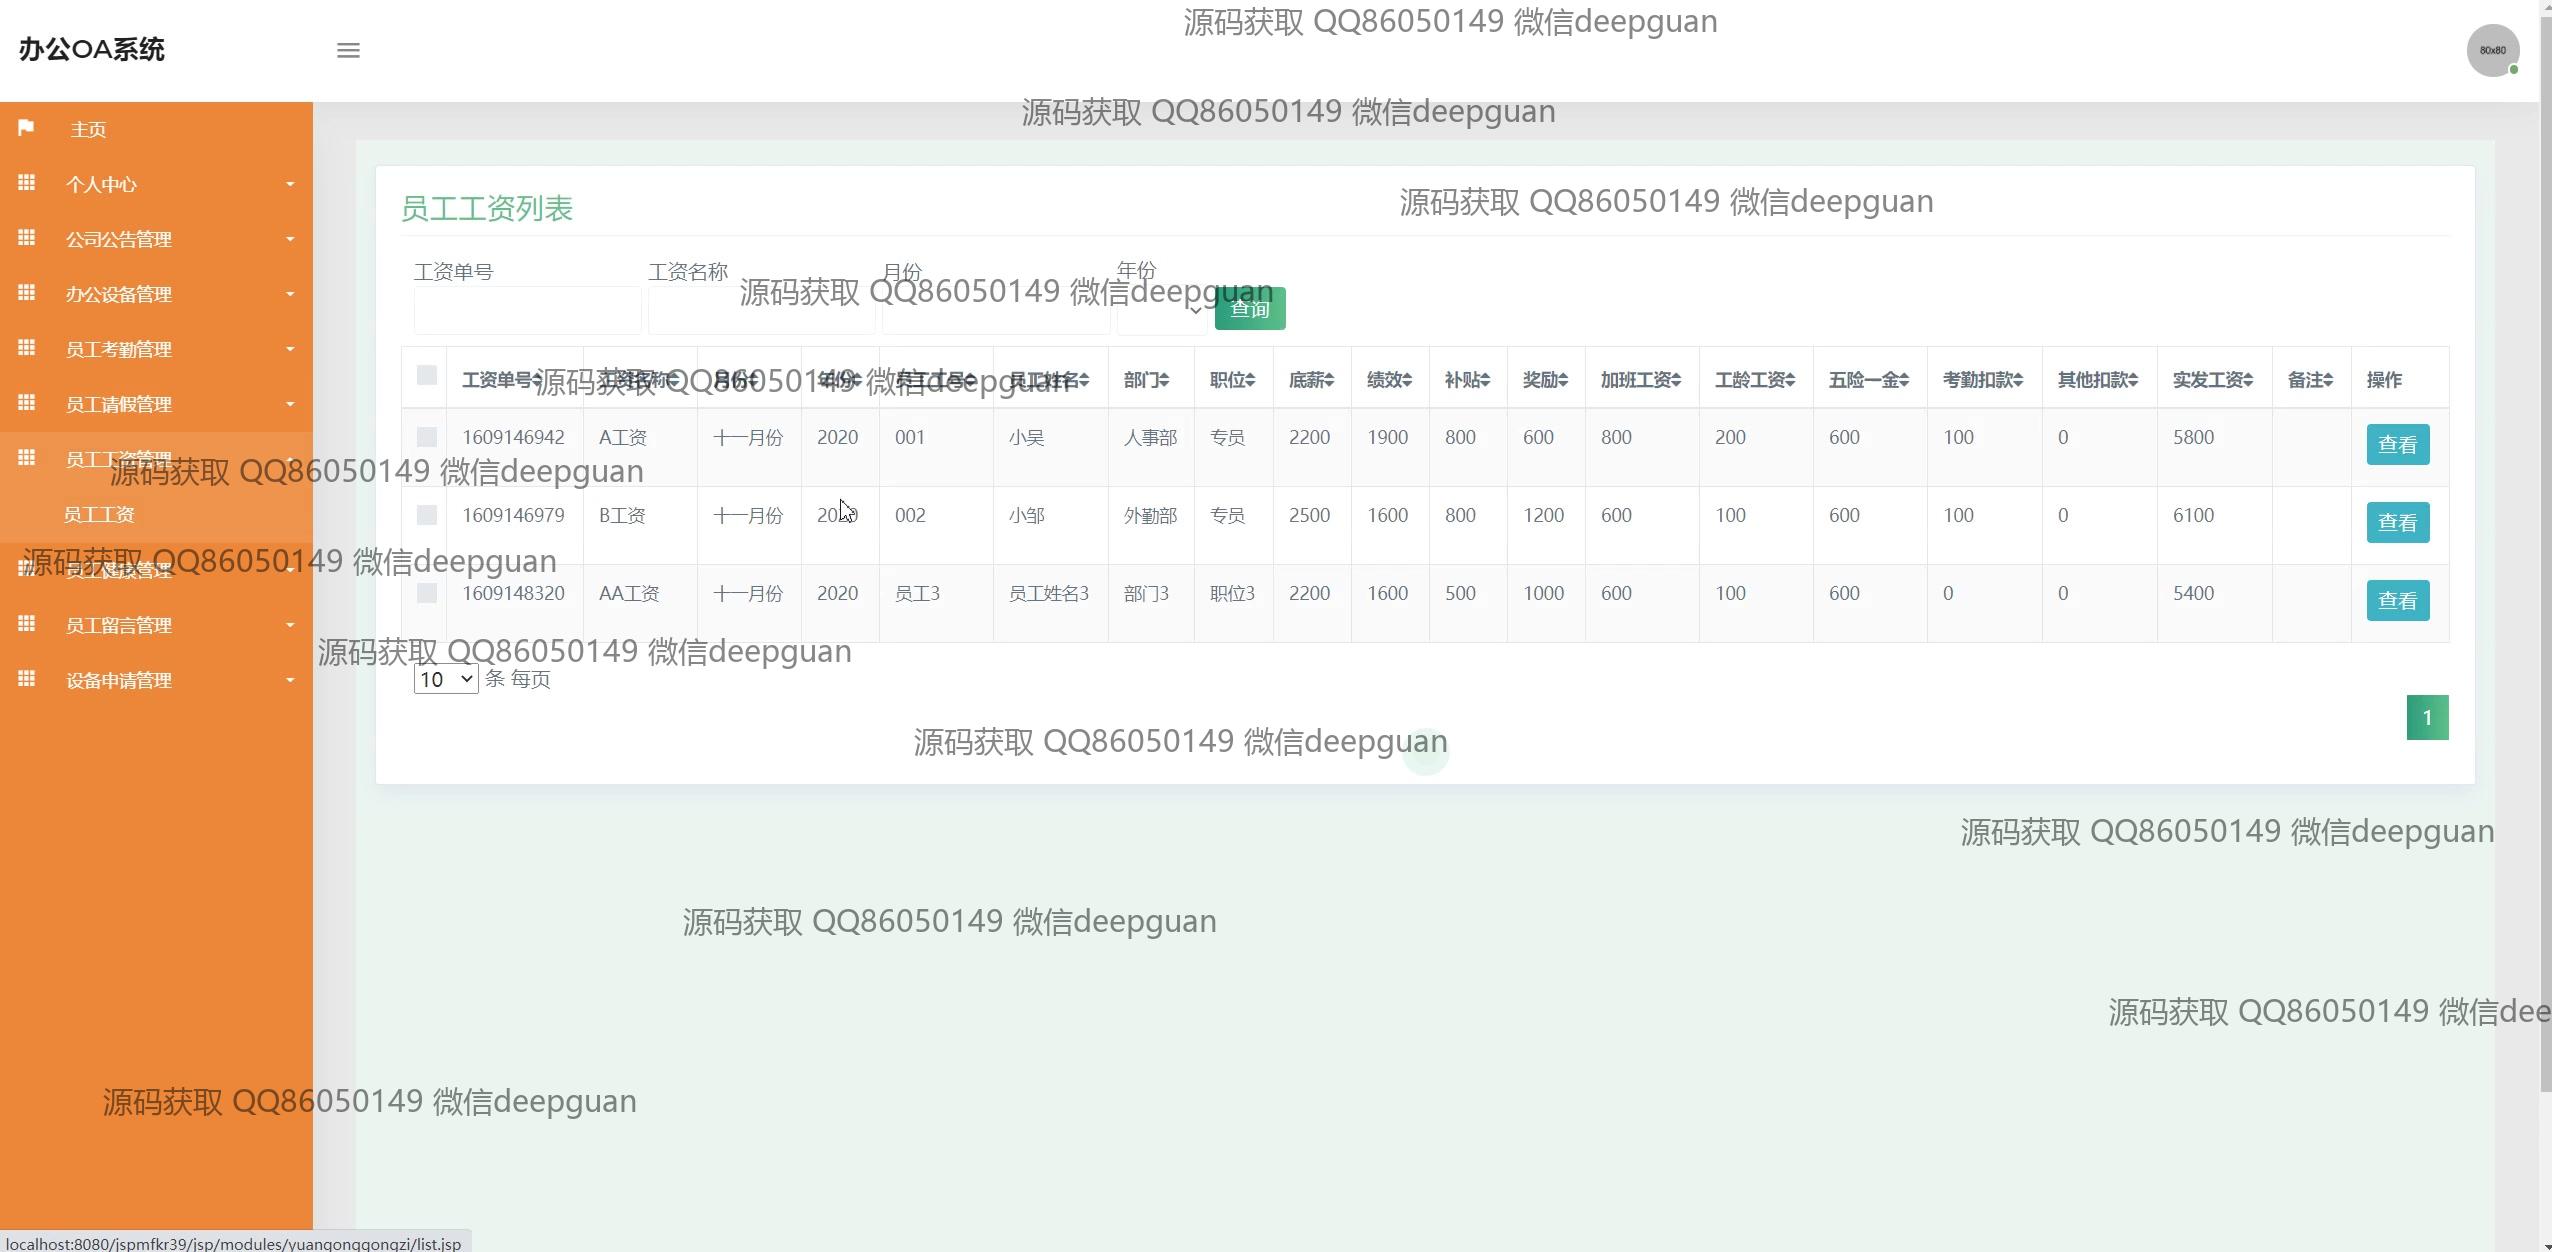 源码获取 QQ86050149 微信deepguan
办公OA系统
80x80
源码获取 QQ86050149 微信deepguan
主页
个人中心
公司公告管理
办公设备管理
员工考勤管理
员工请假管理
员工工资管理
员工工资
员工健康管理
员工留言管理
设备申请管理
员工工资列表
源码获取 QQ86050149 微信deepguan
工资单号 工资名称 月份 年份
源码获取 QQ86050149 微信deepguan
查询
工资单号 工资名称 月份 年份 员工工号 员工姓名 部门 职位 底薪 绩效 补贴 奖励 加班工资 工龄工资 五险一金 考勤扣款 其他扣款 实发工资 备注 操作
源码获取 QQ86050149 微信deepguan
1609146942 A工资 十一月份 2020 001 小吴 人事部 专员 2200 1900 800 600 800 200 600 100 0 5800 查看
源码获取 QQ86050149 微信deepguan
1609146979 B工资 十一月份 2020 002 小邹 外勤部 专员 2500 1600 800 1200 600 100 600 100 0 6100 查看
源码获取 QQ86050149 微信deepguan
1609148320 AA工资 十一月份 2020 员工3 员工姓名3 部门3 职位3 2200 1600 500 1000 600 100 600 0 0 5400 查看
源码获取 QQ86050149 微信deepguan
10 条 每页
1
源码获取 QQ86050149 微信deepguan
源码获取 QQ86050149 微信deepguan
源码获取 QQ86050149 微信deepguan
源码获取 QQ86050149 微信dee
源码获取 QQ86050149 微信deepguan
localhost:8080/jspmfkr39/jsp/modules/yuangonggongzi/list.jsp